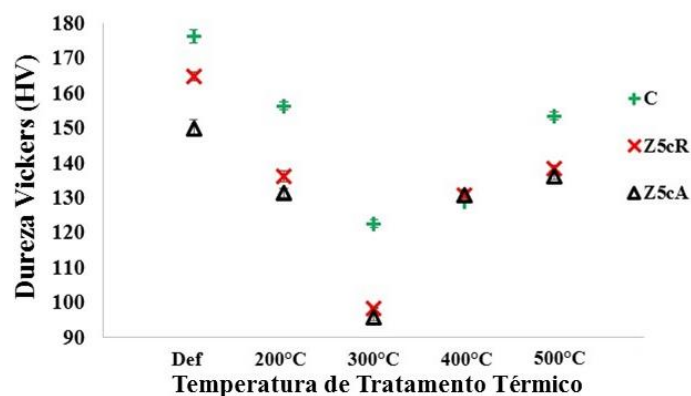 180
170
160
150
140
130
120
110
100
90
Dureza Vickers (HV)
Def 200°C 300°C 400°C 500°C
Temperatura de Tratamento Térmico
C
Z5cR
Z5cA